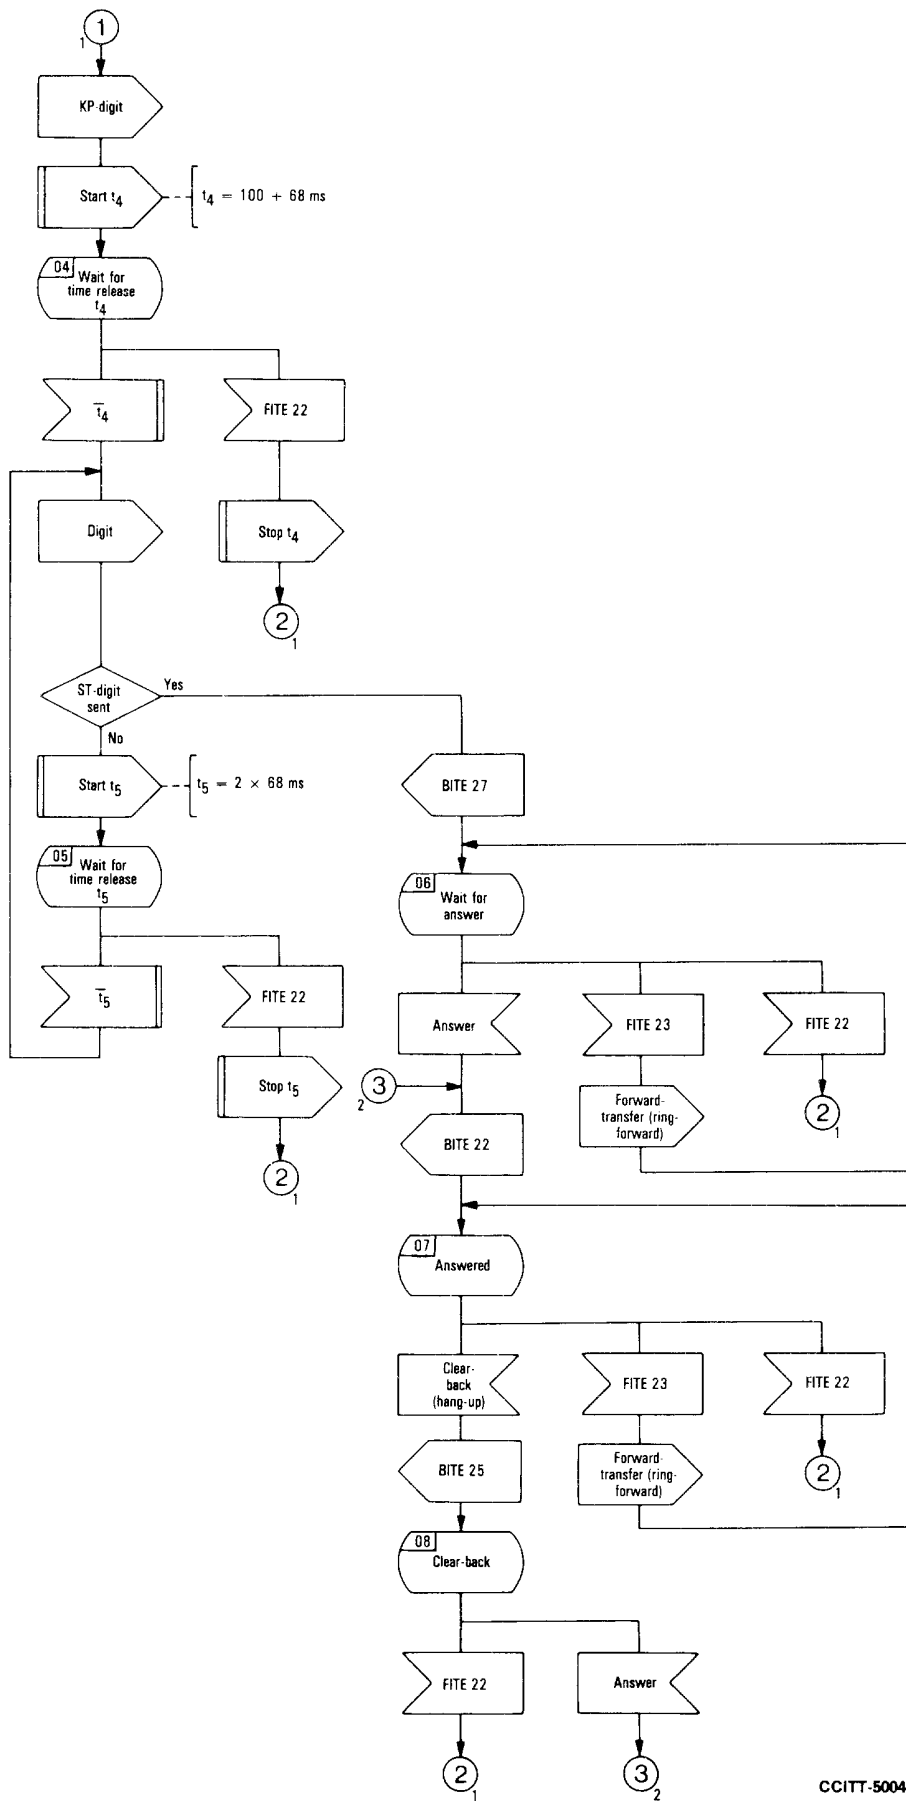 1
1
KP-digit
Start t4
t4 = 100 + 68 ms
04
Wait for
time release
t4
t4
FITE 22
Digit
Stop t4
2
1
ST-digit
sent
Yes
No
Start t5
t5 = 2 × 68 ms
BITE 27
05
Wait for
time release
t5
06
Wait for
answer
t5
FITE 22
Answer
FITE 23
FITE 22
Stop t5
3
2
Forward-
transfer (ring-
forward)
2
1
BITE 22
2
1
07
Answered
Clear-
back
(hang-up)
FITE 23
FITE 22
BITE 25
Forward-
transfer (ring-
forward)
2
1
08
Clear-back
FITE 22
Answer
2
1
3
2
CCITT-5004